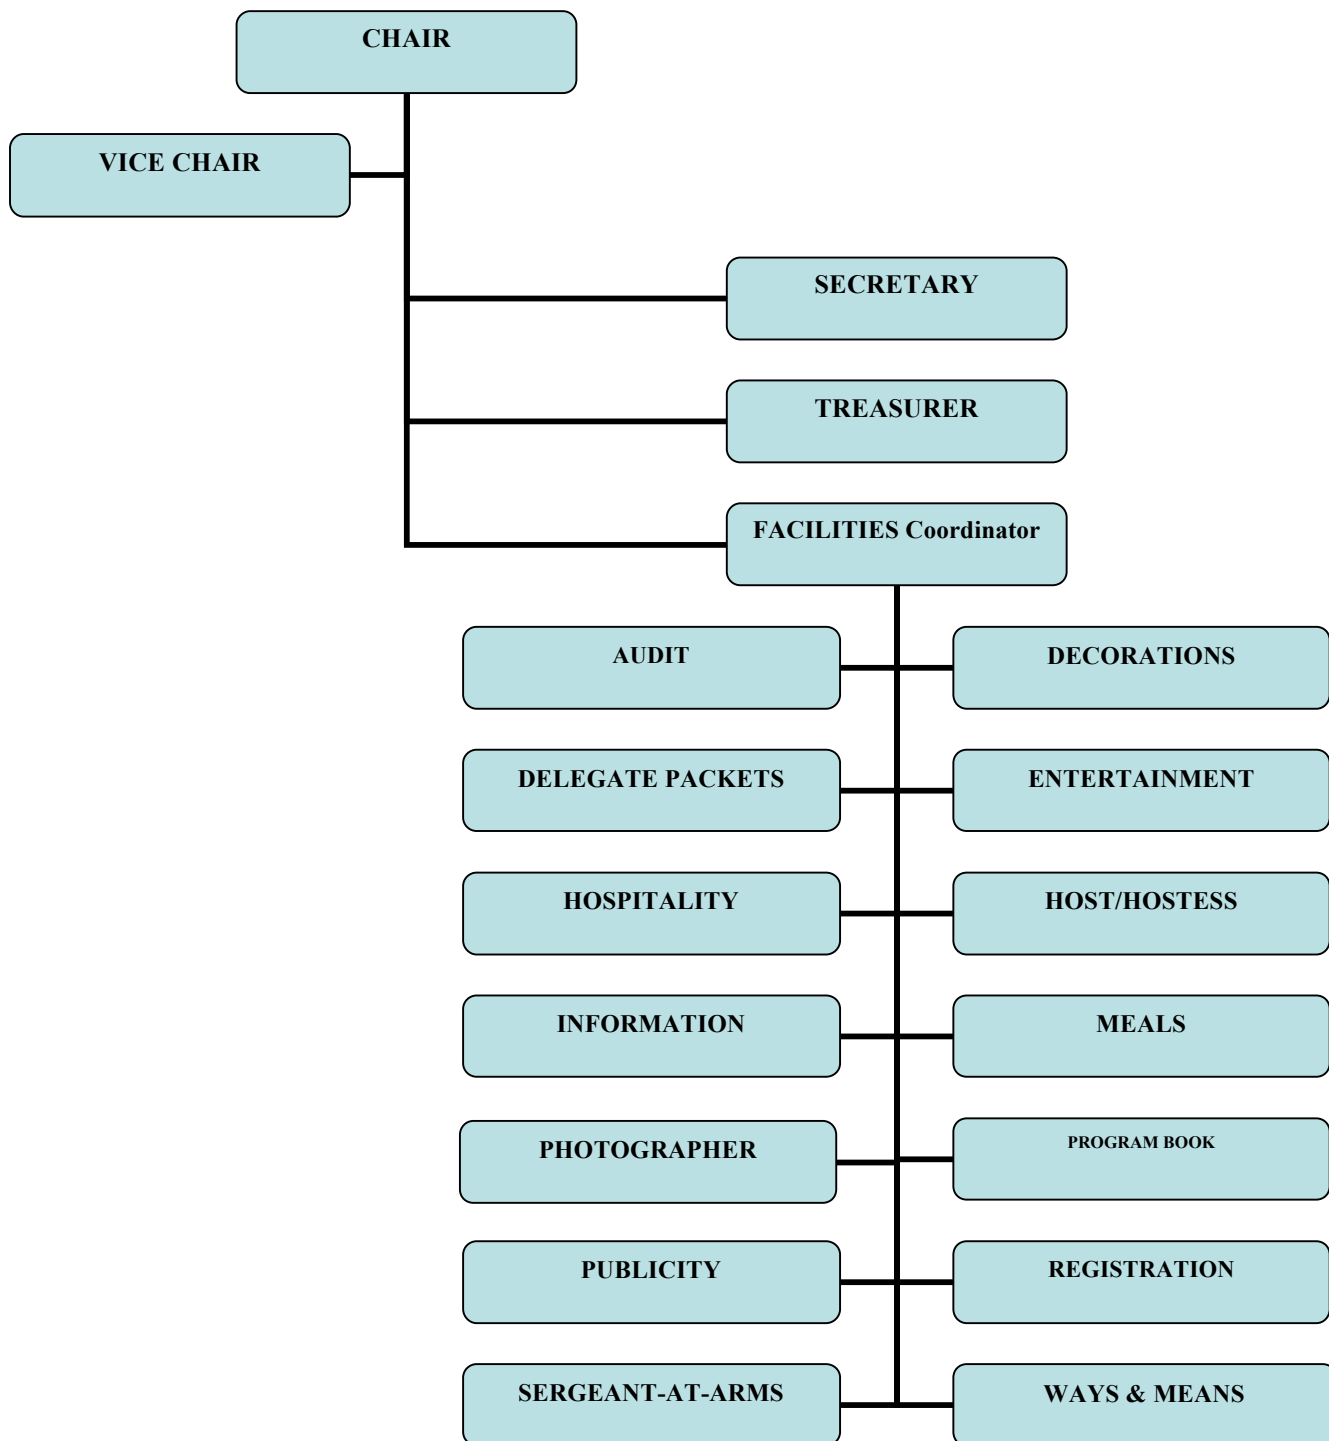 CHAIR
VICE CHAIR
SECRETARY
TREASURER
FACILITIES Coordinator
AUDIT
DECORATIONS
DELEGATE PACKETS
ENTERTAINMENT
HOSPITALITY
HOST/HOSTESS
INFORMATION
MEALS
PHOTOGRAPHER
PROGRAM BOOK
PUBLICITY
REGISTRATION
SERGEANT-AT-ARMS
WAYS & MEANS